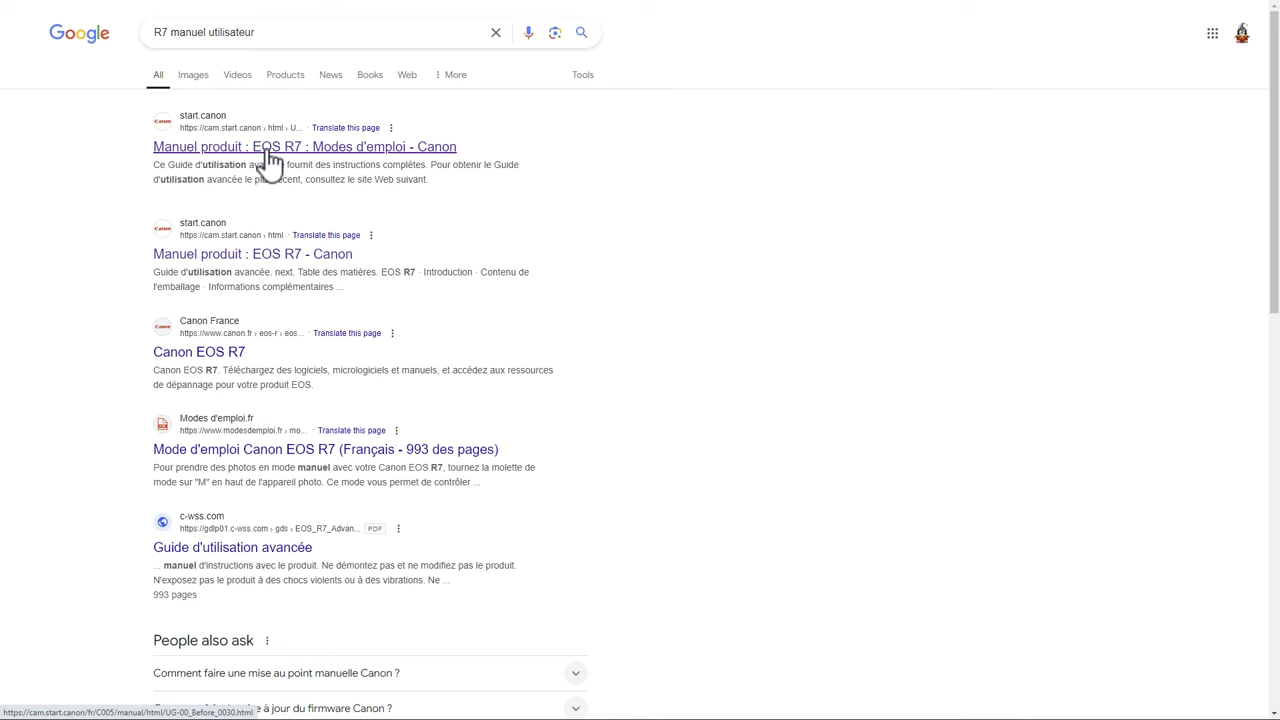 Google
R7 manuel utilisateur
All Images Videos Products News Books Web More Tools
start.canon
https://cam.start.canon › html › U... · Translate this page
Manuel produit : EOS R7 : Modes d'emploi - Canon
Ce Guide d'utilisation fournit des instructions complètes. Pour obtenir le Guide
d'utilisation avancée le récent, consultez le site Web suivant.
start.canon
https://cam.start.canon › html · Translate this page
Manuel produit : EOS R7 - Canon
Guide d'utilisation avancée. next. Table des matières. EOS R7 · Introduction · Contenu de
l'emballage · Informations complémentaires ...
Canon France
https://www.canon.fr › eos-r › eos... · Translate this page
Canon EOS R7
Canon EOS R7. Téléchargez des logiciels, micrologiciels et manuels, et accédez aux ressources
de dépannage pour votre produit EOS.
Modes d'emploi.fr
https://www.modesdemploi.fr › mo... · Translate this page
Mode d'emploi Canon EOS R7 (Français - 993 des pages)
Pour prendre des photos en mode manuel avec votre Canon EOS R7, tournez la molette de
mode sur "M" en haut de l'appareil photo. Ce mode vous permet de contrôler ...
c-wss.com
https://gdlp01.c-wss.com › gds › EOS_R7_Advan... PDF
Guide d'utilisation avancée
... manuel d'instructions avec le produit. Ne démontez pas et ne modifiez pas le produit.
N'exposez pas le produit à des chocs violents ou à des vibrations. Ne ...
993 pages
People also ask
Comment faire une mise au point manuelle Canon ?
à jour du firmware Canon ?
https://cam.start.canon/fr/C005/manual/html/UG-00_Before_0030.html